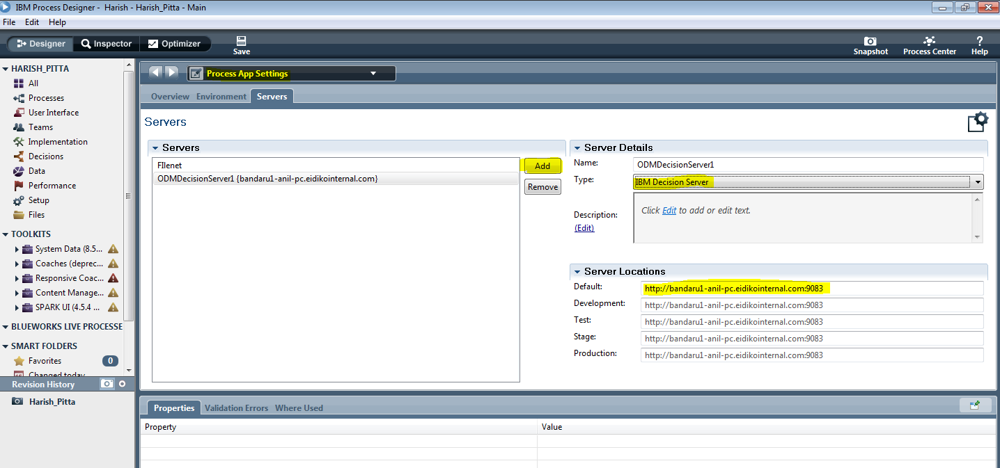 IBM Process Designer - Harish - Harish_Pitta - Main
File Edit Help
Designer Inspector Optimizer Save Snapshot Process Center Help
HARISH_PITTA
All
Processes
User Interface
Teams
Implementation
Decisions
Data
Performance
Setup
Files
TOOLKITS
System Data (8.5...
Coaches (deprec...
Responsive Coac...
Content Manage...
SPARK UI (4.5.4 ...
BLUEWORKS LIVE PROCESSE
SMART FOLDERS
Favorites 0
Changed today
Revision History
Harish_Pitta
Process App Settings
Overview Environment Servers
Servers
Servers
FIlenet
ODMDecisionServer1 {bandaru1-anil-pc.eidikointernal.com}
Add
Remove
Server Details
Name: ODMDecisionServer1
Type: IBM Decision Server
Description: Click Edit to add or edit text.
(Edit)
Server Locations
Default: http://bandaru1-anil-pc.eidikointernal.com:9083
Development: http://bandaru1-anil-pc.eidikointernal.com:9083
Test: http://bandaru1-anil-pc.eidikointernal.com:9083
Stage: http://bandaru1-anil-pc.eidikointernal.com:9083
Production: http://bandaru1-anil-pc.eidikointernal.com:9083
Properties Validation Errors Where Used
Property Value